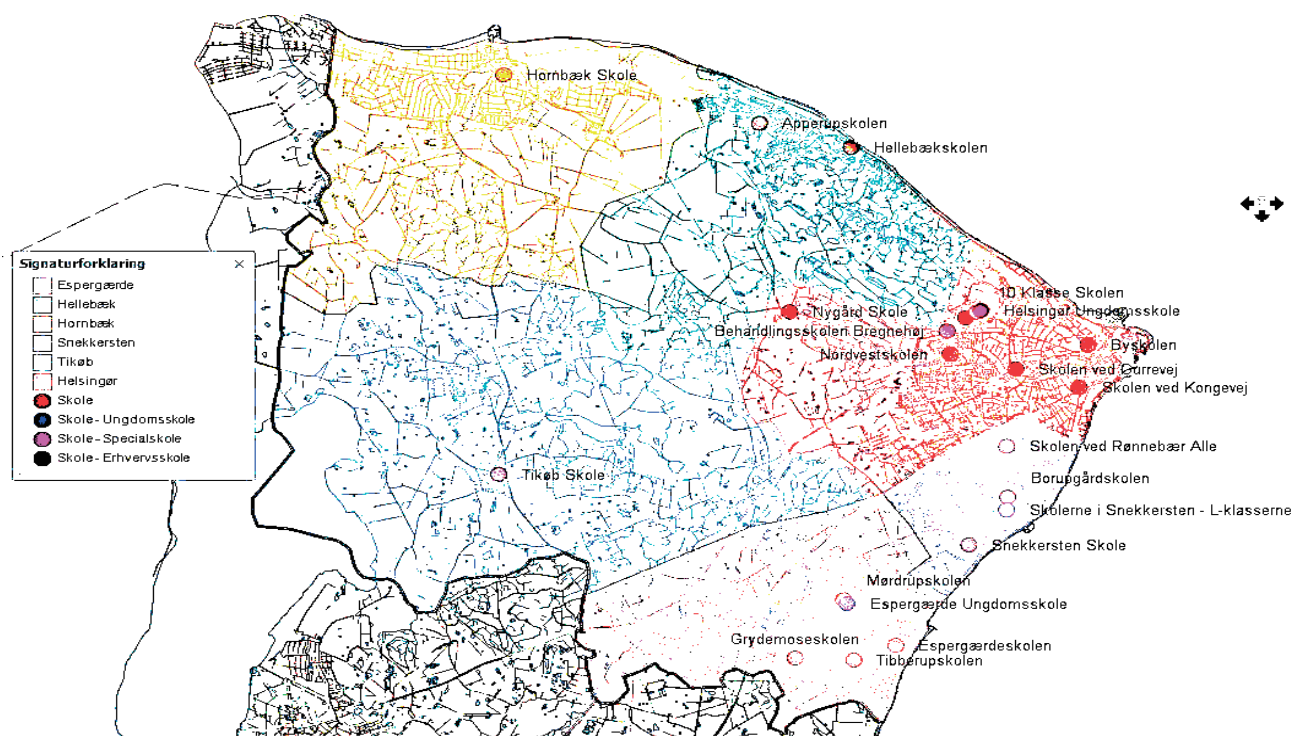 Hornbæk Skole
Apperupskolen
Hellebækskolen
Signaturforklaring
Espergærde
Hellebæk
Hornbæk
Snekkersten
Tikøb
Helsingør
Skole
Skole-Ungdomsskole
Skole-Specialskole
Skole-Erhvervsskole
10 Klasse Skolen
Nygård Skole
Helsingør Ungdomsskole
Behandlingsskolen Bregnehøj
Nordvestskolen
Byskolen
Skolen ved Gurrevej
Skolen ved Kongevej
Skolen ved Rønnebær Alle
Tikøb Skole
Borupgårdskolen
Skolerne i Snekkersten - L-klasserne
Snekkersten Skole
Mørdrupskolen
Espergærde Ungdomsskole
Grydemoseskolen
Espergærdeskolen
Tibberupskolen